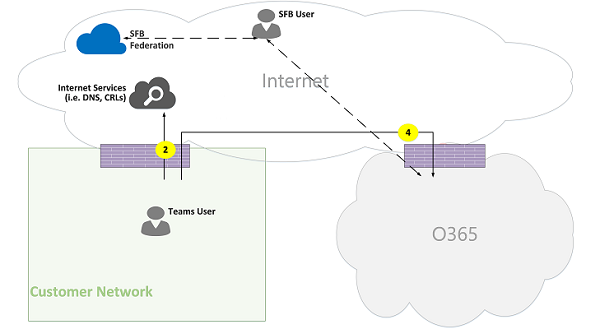 SFB User
SFB
Federation
Internet
Internet Services
(i.e. DNS, CRLs)
4
2
Teams User
O365
Customer Network